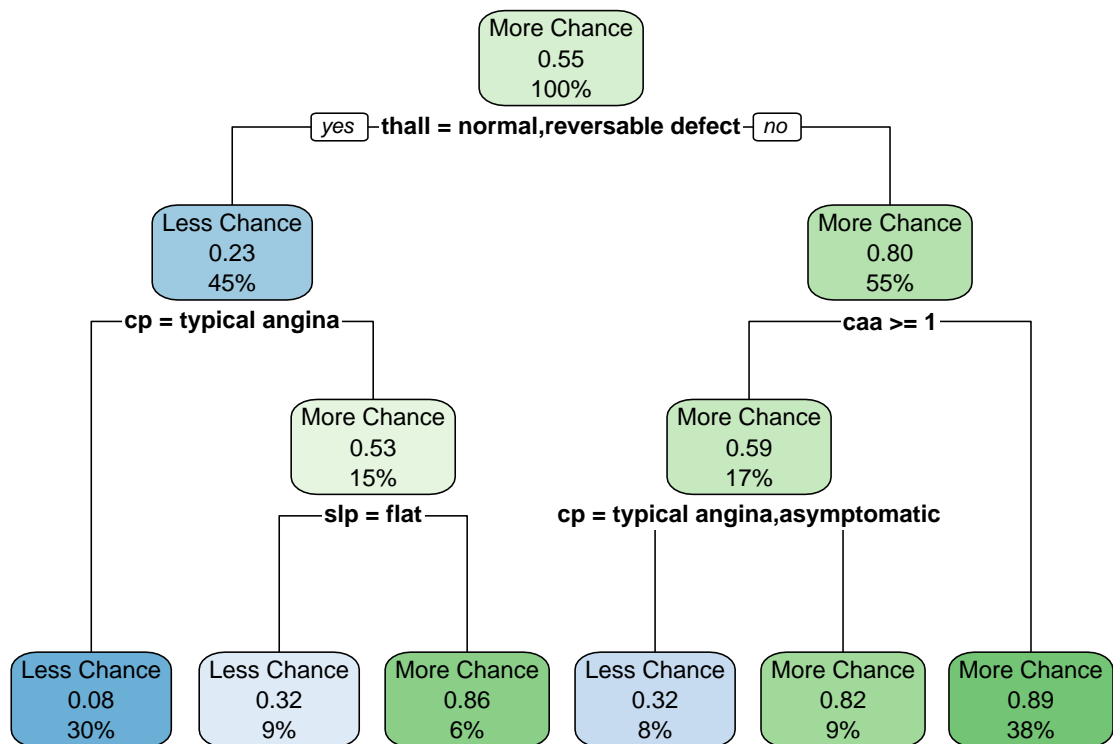 More Chance
0.55
100%
yes thall = normal,reversable defect no
Less Chance
0.23
45%
More Chance
0.80
55%
cp = typical angina
caa >= 1
More Chance
0.53
15%
More Chance
0.59
17%
slp = flat
cp = typical angina,asymptomatic
Less Chance
0.08
30%
Less Chance
0.32
9%
More Chance
0.86
6%
Less Chance
0.32
8%
More Chance
0.82
9%
More Chance
0.89
38%